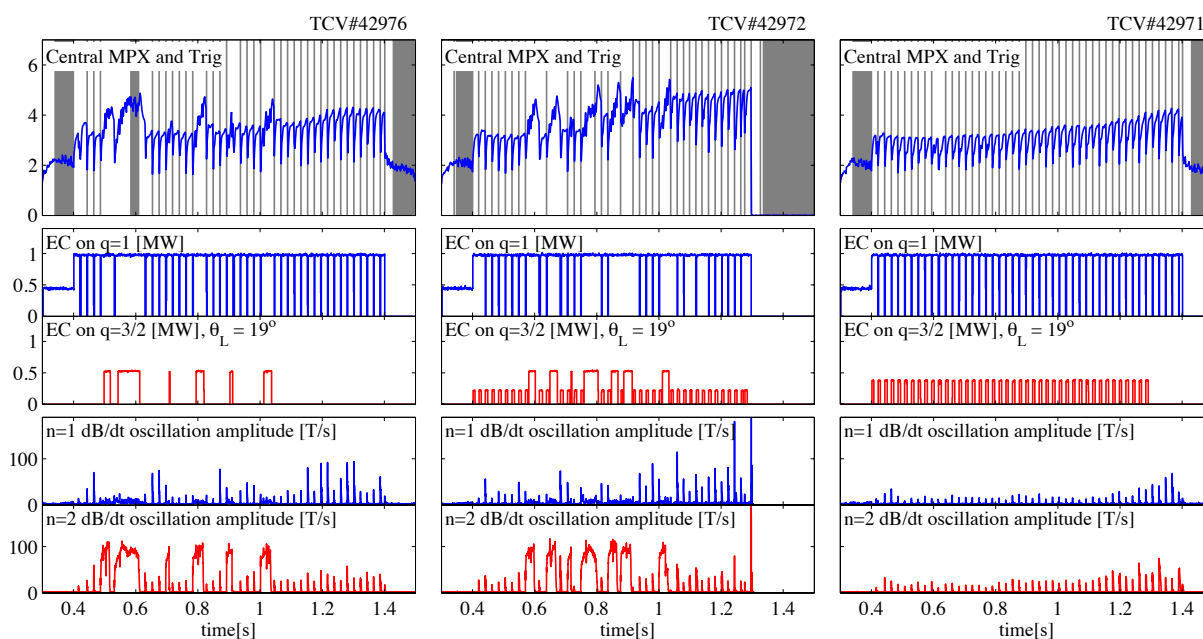 TCV#42976
Central MPX and Trig
6
4
2
0
EC on q=1 [MW]
1
0.5
0
EC on q=3/2 [MW], θ_L = 19°
1
0.5
0
n=1 dB/dt oscillation amplitude [T/s]
100
0
n=2 dB/dt oscillation amplitude [T/s]
100
0
0.4 0.6 0.8 1 1.2 1.4
time[s]
TCV#42972
Central MPX and Trig
EC on q=1 [MW]
EC on q=3/2 [MW], θ_L = 19°
n=1 dB/dt oscillation amplitude [T/s]
n=2 dB/dt oscillation amplitude [T/s]
0.4 0.6 0.8 1 1.2 1.4
time[s]
TCV#42971
Central MPX and Trig
EC on q=1 [MW]
EC on q=3/2 [MW], θ_L = 19°
n=1 dB/dt oscillation amplitude [T/s]
n=2 dB/dt oscillation amplitude [T/s]
0.4 0.6 0.8 1 1.2 1.4
time[s]